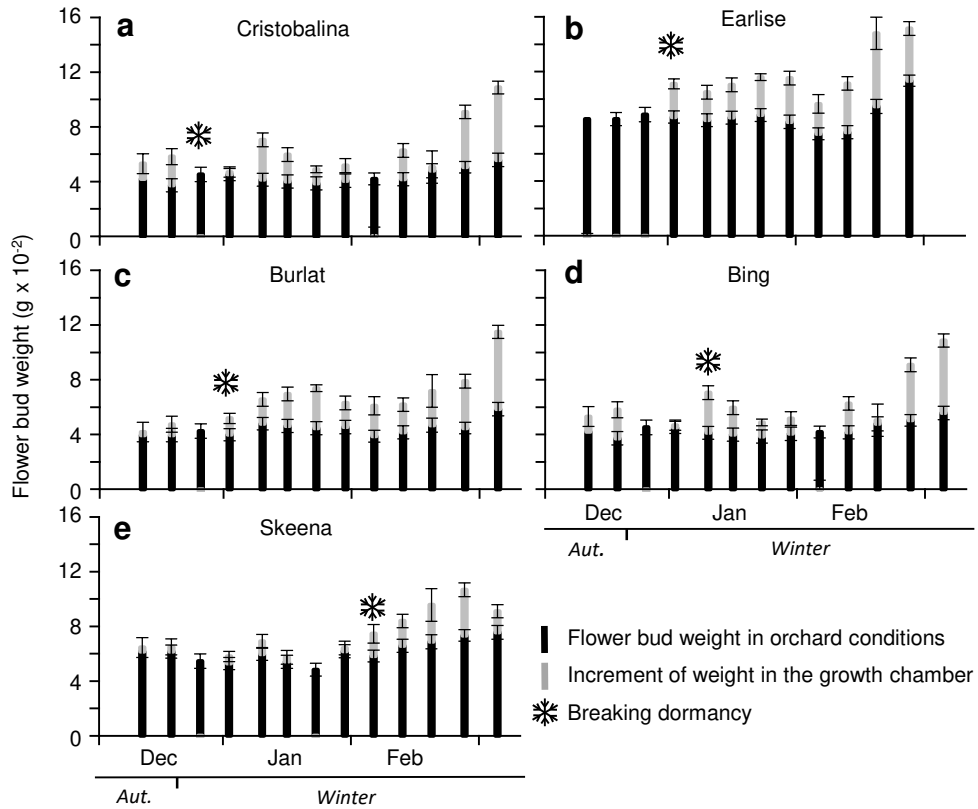 Flower bud weight (g x 10⁻²)
a
Cristobalina
16
12
8
4
0
b
Earlise
16
12
8
4
0
c
Burlat
16
12
8
4
0
d
Bing
16
12
8
4
0
Dec Jan Feb
Aut. Winter
e
Skeena
16
12
8
4
0
Dec Jan Feb
Aut. Winter
Flower bud weight in orchard conditions
Increment of weight in the growth chamber
Breaking dormancy